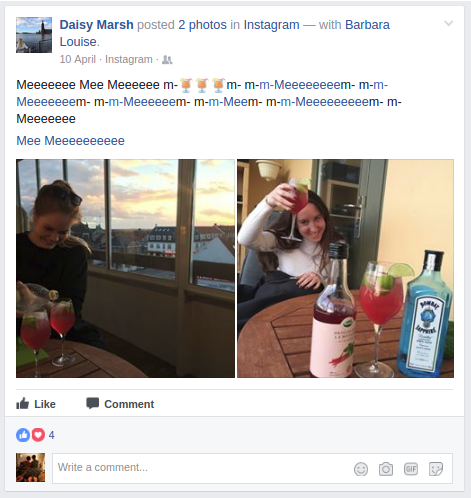 Daisy Marsh posted 2 photos in Instagram — with Barbara
Louise.
10 April · Instagram ·
Meeeeeee Mee Meeeeee m-🍹🍹🍹m- m-m-Meeeeeeeem- m-m-
Meeeeeeem- m-m-Meeeeeem- m-m-Meem- m-m-Meeeeeeeeeem- m-
Meeeeeee
Mee Meeeeeeeeee
BOMBAY
SAPPHIRE
Like Comment
4
Write a comment...
GIF